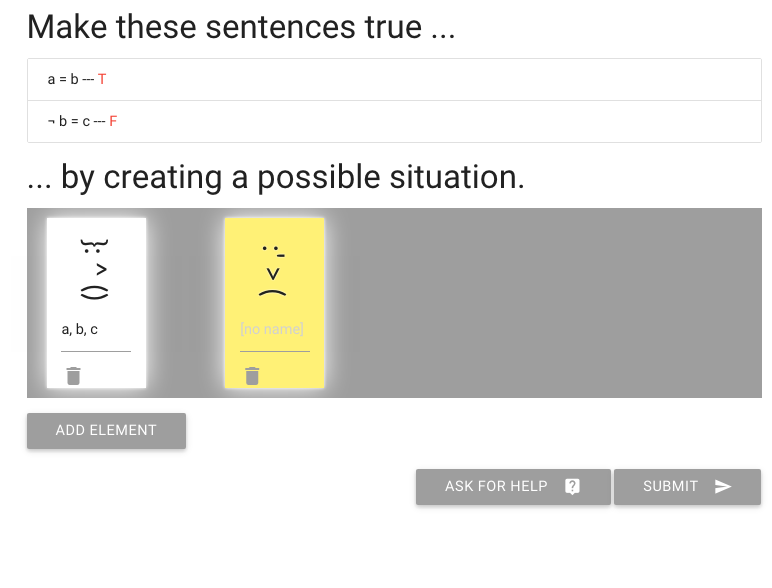 Make these sentences true ...
a = b --- T
¬ b = c --- F
... by creating a possible situation.
a, b, c
[no name]
ADD ELEMENT
ASK FOR HELP
SUBMIT